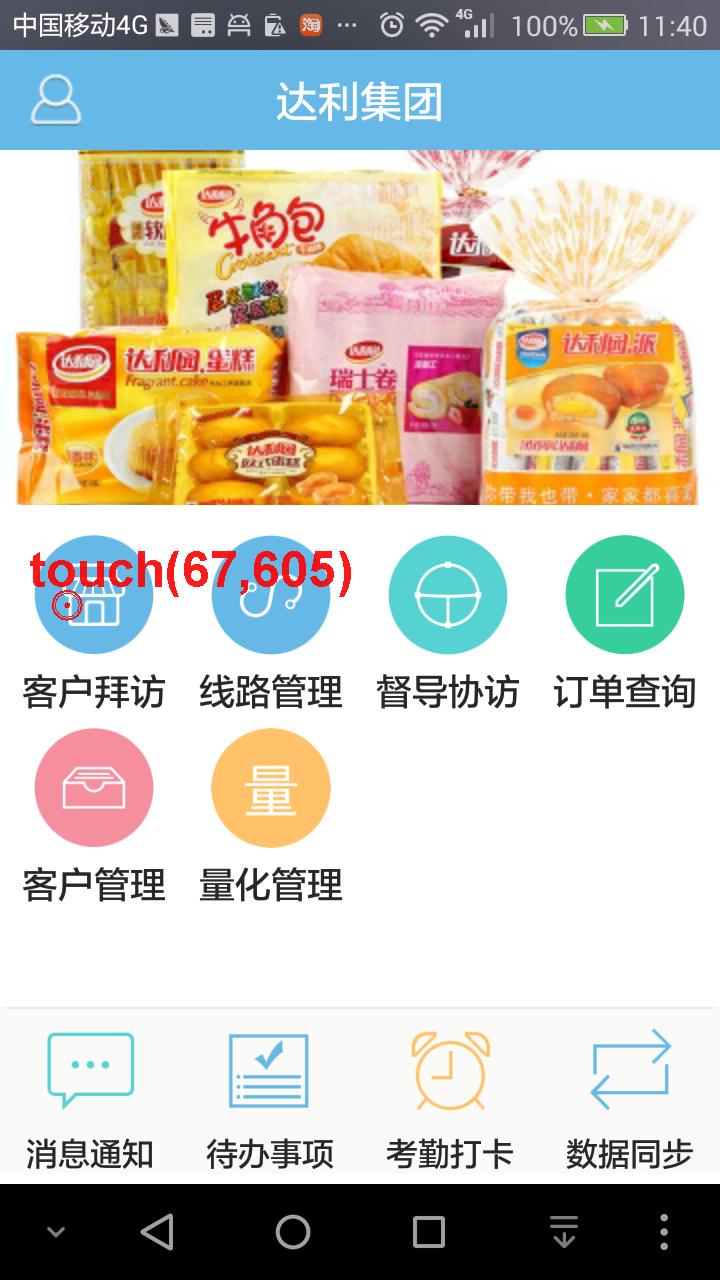 中国移动4G ··· 4G 100% 11:40
达利集团
达利园
牛角包
Croissant
达利园
瑞士卷
达利园
达利园.蛋糕
Fragrant.cake
达利园
欧式蛋糕
达利园.派
你带我也带·家家都喜爱
touch(67,605)
客户拜访 线路管理 督导协访 订单查询
量
客户管理 量化管理
消息通知 待办事项 考勤打卡 数据同步